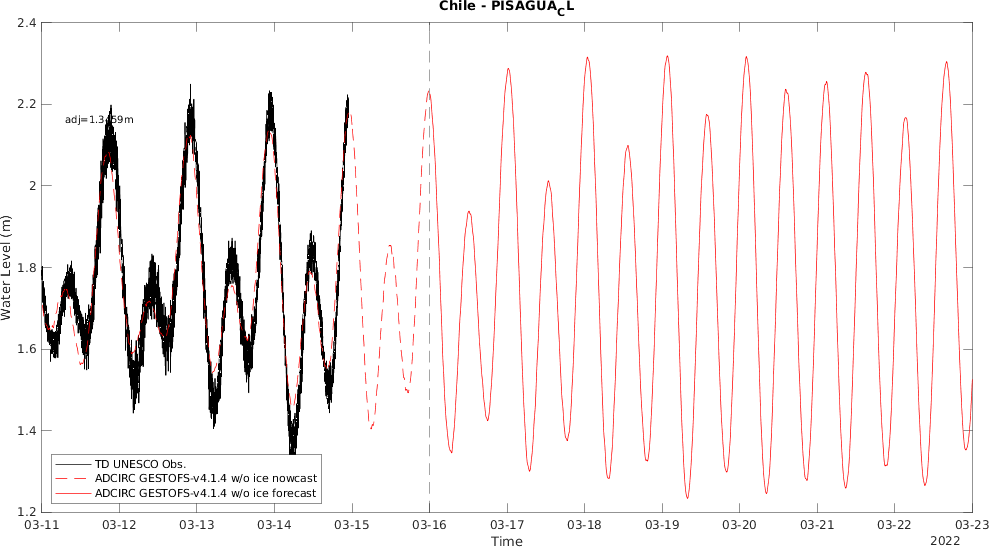 Chile - PISAGUA_CL
2.4
2.2
2
1.8
1.6
1.4
1.2
Water Level (m)
TD UNESCO Obs.
ADCIRC GESTOFS-v4.1.4 w/o ice nowcast
ADCIRC GESTOFS-v4.1.4 w/o ice forecast
03-11 03-12 03-13 03-14 03-15 03-16 03-17 03-18 03-19 03-20 03-21 03-22 03-23
Time
2022